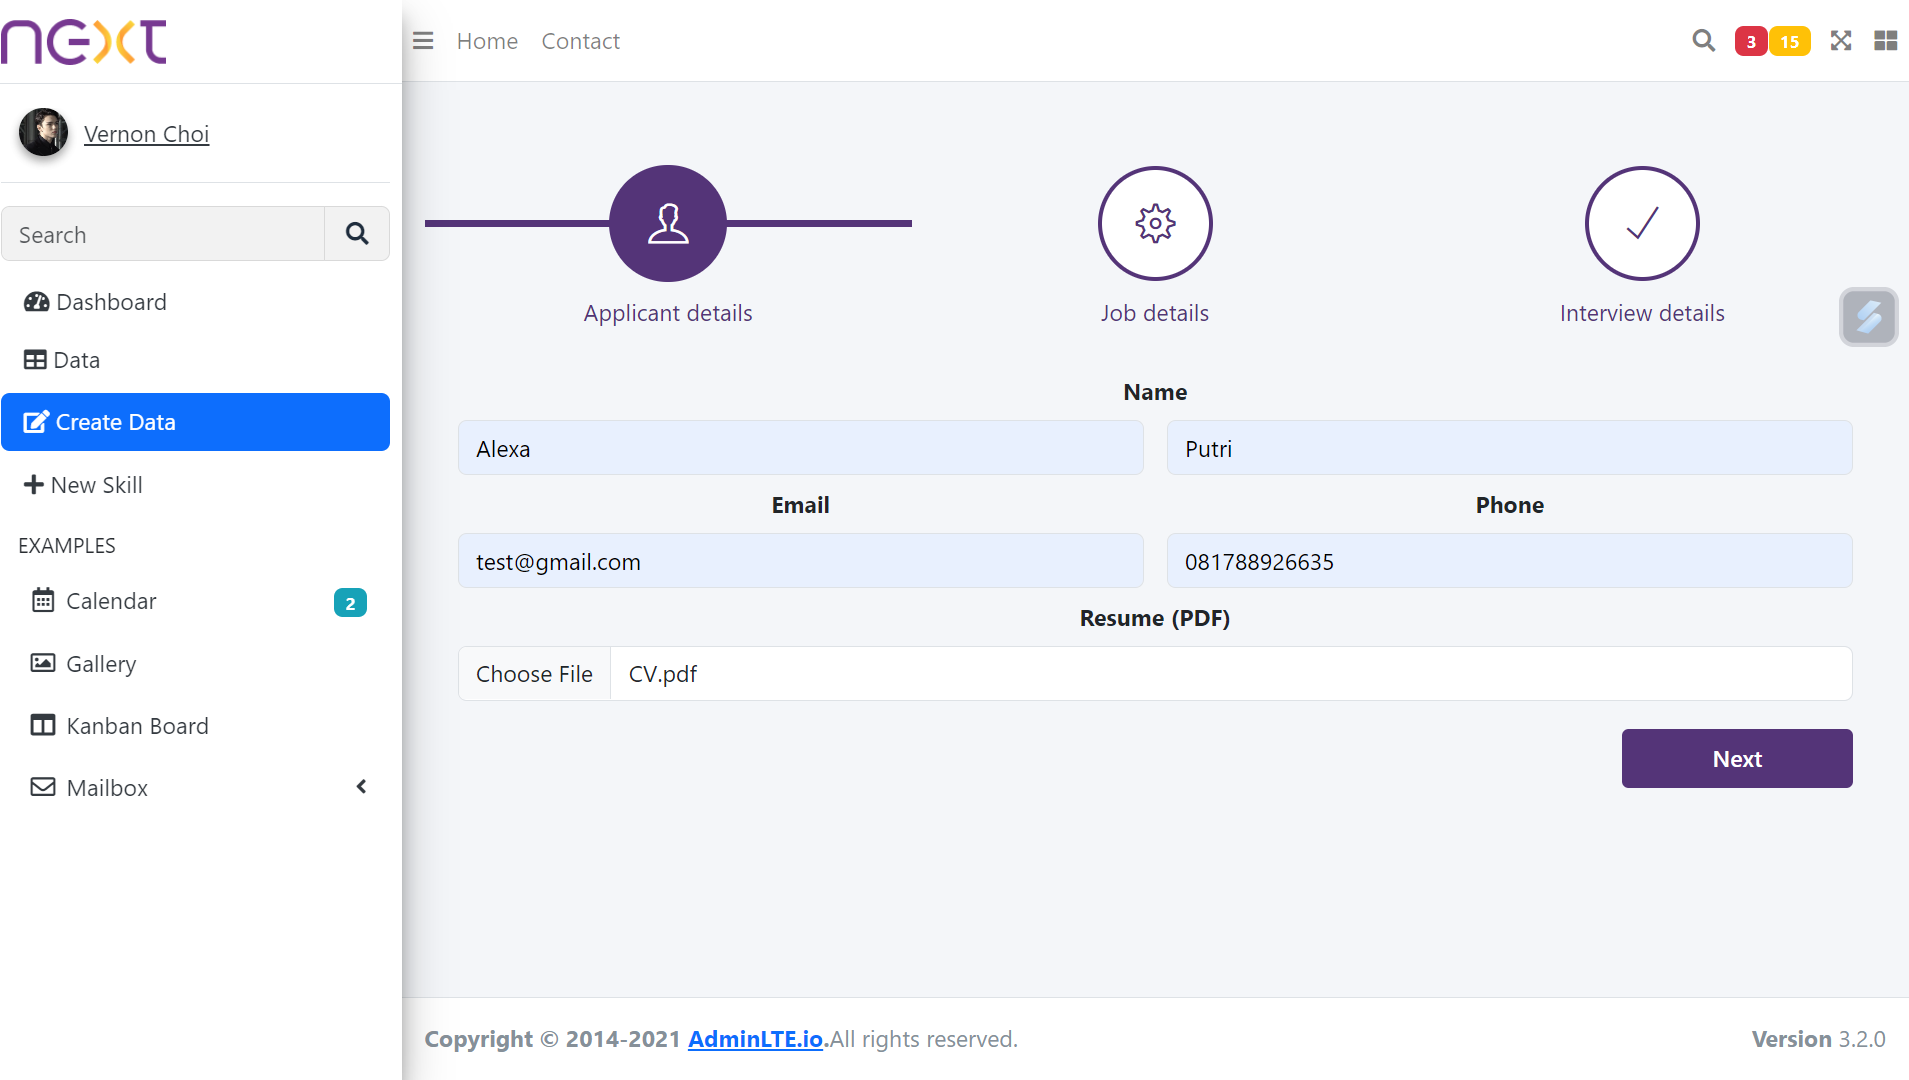 next
Vernon Choi
Search
Dashboard
Data
Create Data
New Skill
EXAMPLES
Calendar 2
Gallery
Kanban Board
Mailbox
Home Contact
3 15
Applicant details Job details Interview details
Name
Alexa Putri
Email Phone
test@gmail.com 081788926635
Resume (PDF)
Choose File CV.pdf
Next
Copyright © 2014-2021 AdminLTE.io.All rights reserved. Version 3.2.0